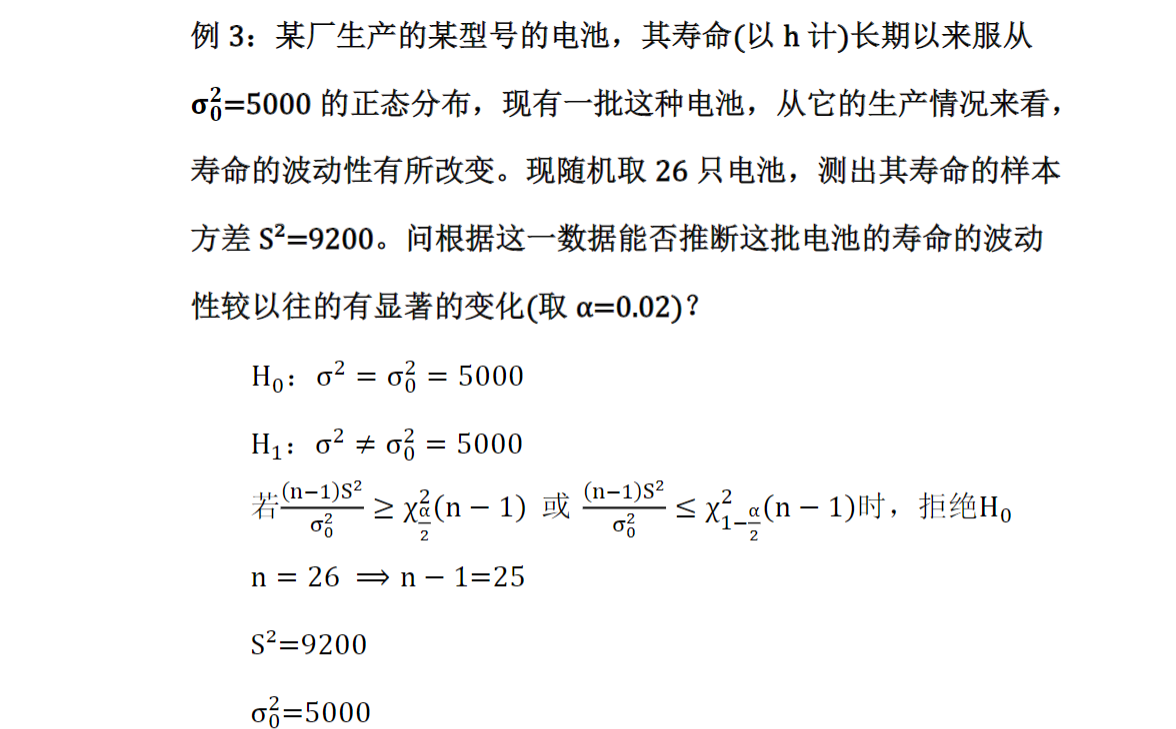 例 3：某厂生产的某型号的电池，其寿命(以 h 计)长期以来服从
σ₀²=5000 的正态分布，现有一批这种电池，从它的生产情况来看，
寿命的波动性有所改变。现随机取 26 只电池，测出其寿命的样本
方差 S²=9200。问根据这一数据能否推断这批电池的寿命的波动
性较以往的有显著的变化(取 α=0.02)？
H₀：σ² = σ₀² = 5000
H₁：σ² ≠ σ₀² = 5000
若 (n−1)S²/σ₀² ≥ χ²_{α/2}(n − 1) 或 (n−1)S²/σ₀² ≤ χ²_{1−α/2}(n − 1)时，拒绝H₀
n = 26 ⟹ n − 1=25
S²=9200
σ₀²=5000